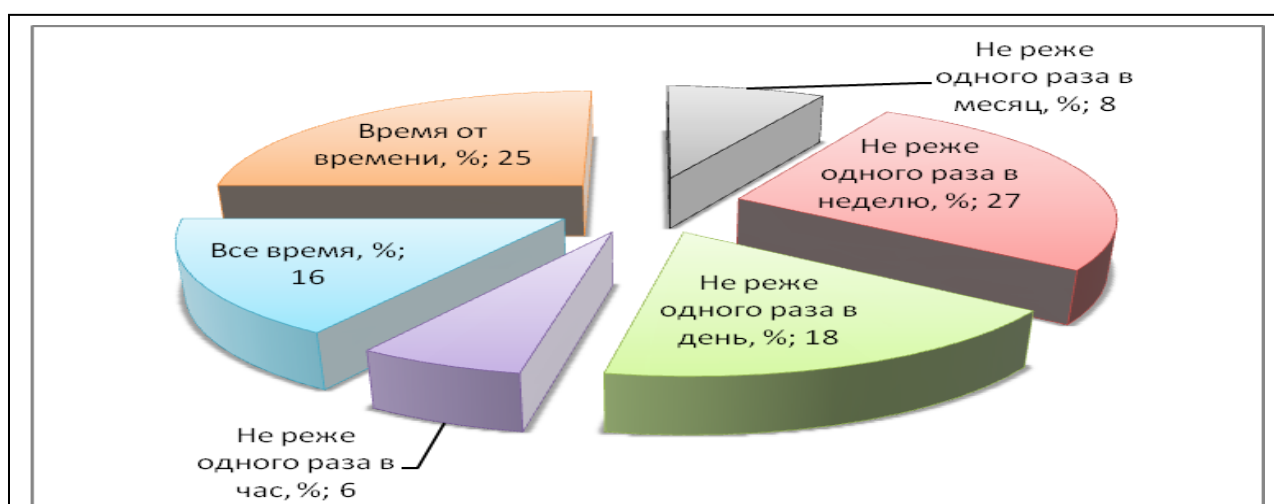 Не реже
одного раза в
месяц, %; 8
Время от
времени, %; 25
Не реже
одного раза в
неделю, %; 27
Все время, %;
16
Не реже
одного раза в
день, %; 18
Не реже
одного раза в
час, %; 6